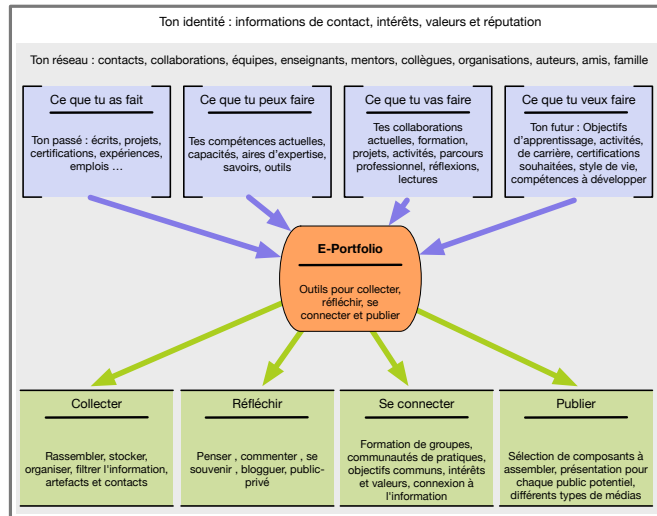 Ton identité : informations de contact, intérêts, valeurs et réputation
Ton réseau : contacts, collaborations, équipes, enseignants, mentors, collègues, organisations, auteurs, amis, famille
Ce que tu as fait
Ton passé : écrits, projets,
certifications, expériences,
emplois ...
Ce que tu peux faire
Tes compétences actuelles,
capacités, aires d'expertise,
savoirs, outils
Ce que tu vas faire
Tes collaborations
actuelles, formation,
projets, activités, parcours
professionnel, réflexions,
lectures
Ce que tu veux faire
Ton futur : Objectifs
d'apprentissage, activités,
de carrière, certifications
souhaitées, style de vie,
compétences à développer
E-Portfolio
Outils pour collecter,
réfléchir, se
connecter et publier
Collecter
Rassembler, stocker,
organiser, filtrer l'information,
artefacts et contacts
Réfléchir
Penser , commenter , se
souvenir , blogguer, public-
privé
Se connecter
Formation de groupes,
communautés de pratiques,
objectifs communs, intérêts
et valeurs, connexion à
l'information
Publier
Sélection de composants à
assembler, présentation pour
chaque public potentiel,
différents types de médias